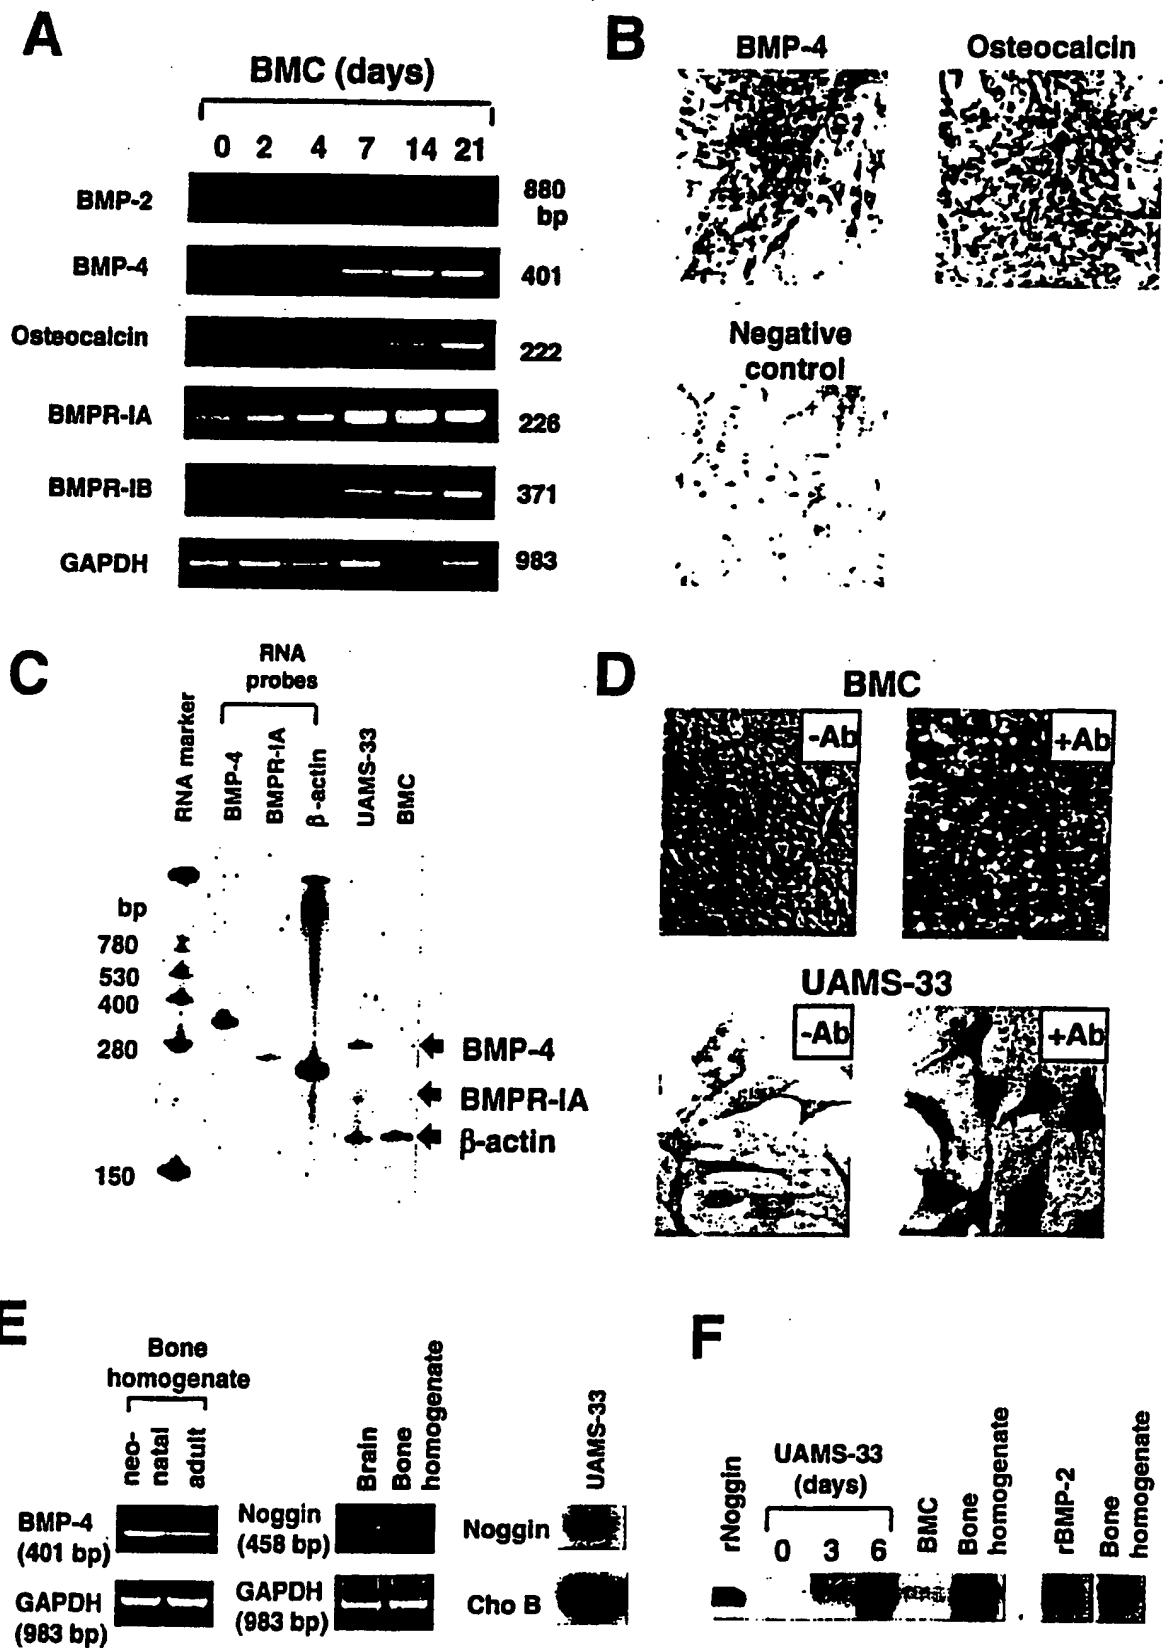 A
BMC (days)
0 2 4 7 14 21
BMP-2
880
bp
BMP-4
401
Osteocalcin
222
BMPR-IA
226
BMPR-IB
371
GAPDH
983
B
BMP-4
Osteocalcin
Negative
control
C
RNA
probes
RNA marker
BMP-4
BMPR-IA
β-actin
UAMS-33
BMC
bp
780
530
400
280
150
BMP-4
BMPR-IA
β-actin
D
BMC
-Ab
+Ab
UAMS-33
-Ab
+Ab
E
Bone
homogenate
neo-
natal
adult
BMP-4
(401 bp)
GAPDH
(983 bp)
Brain
Bone
homogenate
Noggin
(458 bp)
GAPDH
(983 bp)
UAMS-33
Noggin
Cho B
F
rNoggin
UAMS-33
(days)
0 3 6
BMC
Bone
homogenate
rBMP-2
Bone
homogenate